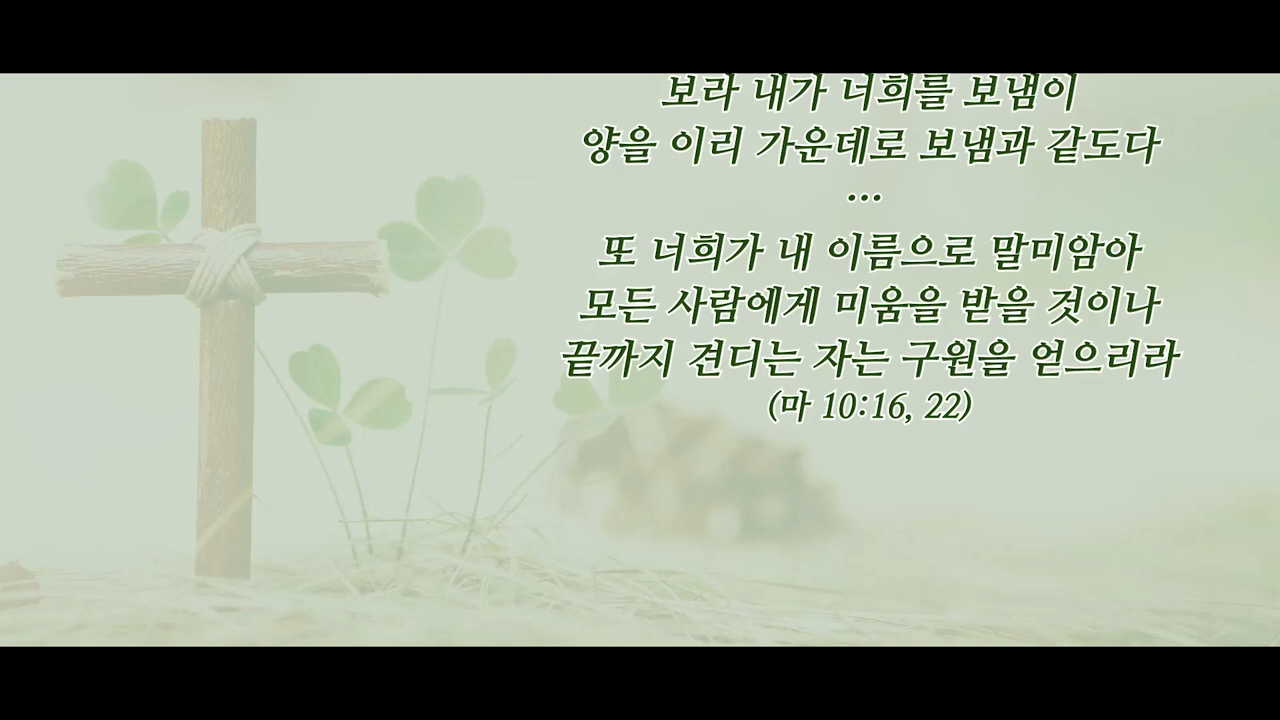 보라 내가 너희를 보냄이
양을 이리 가운데로 보냄과 같도다
...
또 너희가 내 이름으로 말미암아
모든 사람에게 미움을 받을 것이나
끝까지 견디는 자는 구원을 얻으리라
(마 10:16, 22)